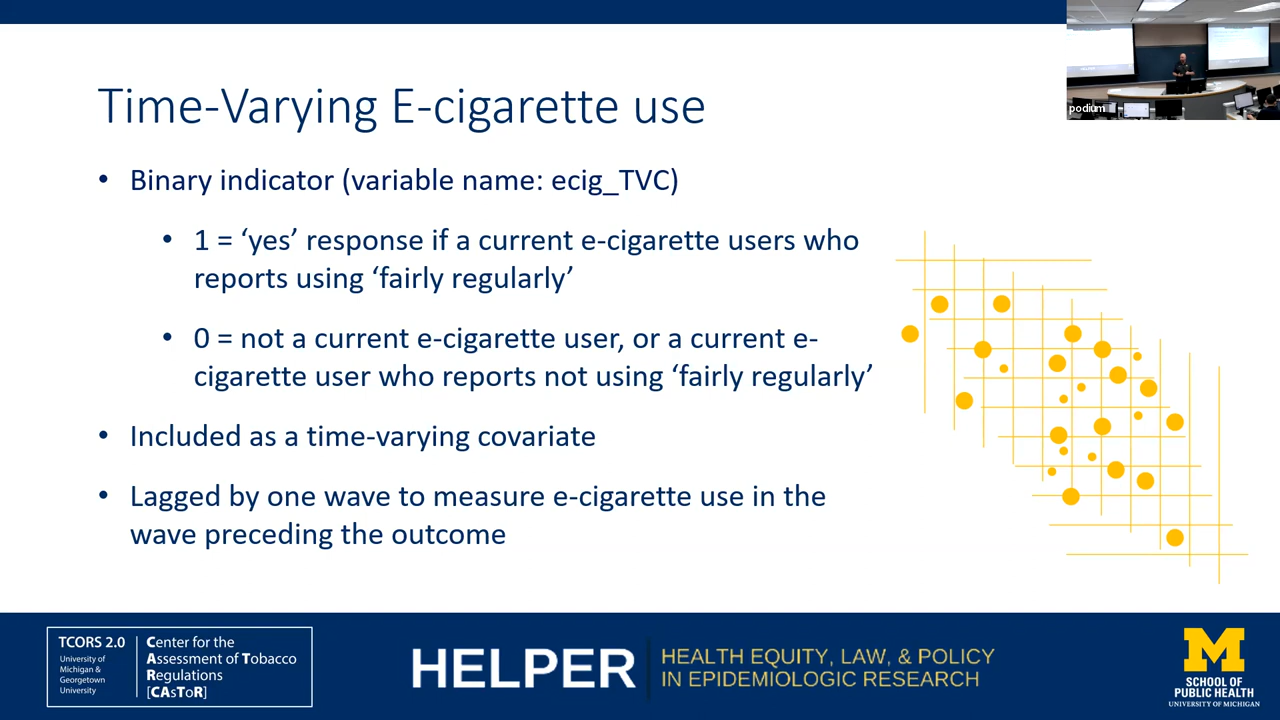 podium
Time-Varying E-cigarette use
• Binary indicator (variable name: ecig_TVC)
• 1 = ‘yes’ response if a current e-cigarette users who
reports using ‘fairly regularly’
• 0 = not a current e-cigarette user, or a current e-
cigarette user who reports not using ‘fairly regularly’
• Included as a time-varying covariate
• Lagged by one wave to measure e-cigarette use in the
wave preceding the outcome
TCORS 2.0
University of
Michigan &
Georgetown
University
Center for the
Assessment of Tobacco
Regulations
[CAsToR]
HELPER
HEALTH EQUITY, LAW, & POLICY
IN EPIDEMIOLOGIC RESEARCH
M
SCHOOL OF
PUBLIC HEALTH
UNIVERSITY OF MICHIGAN